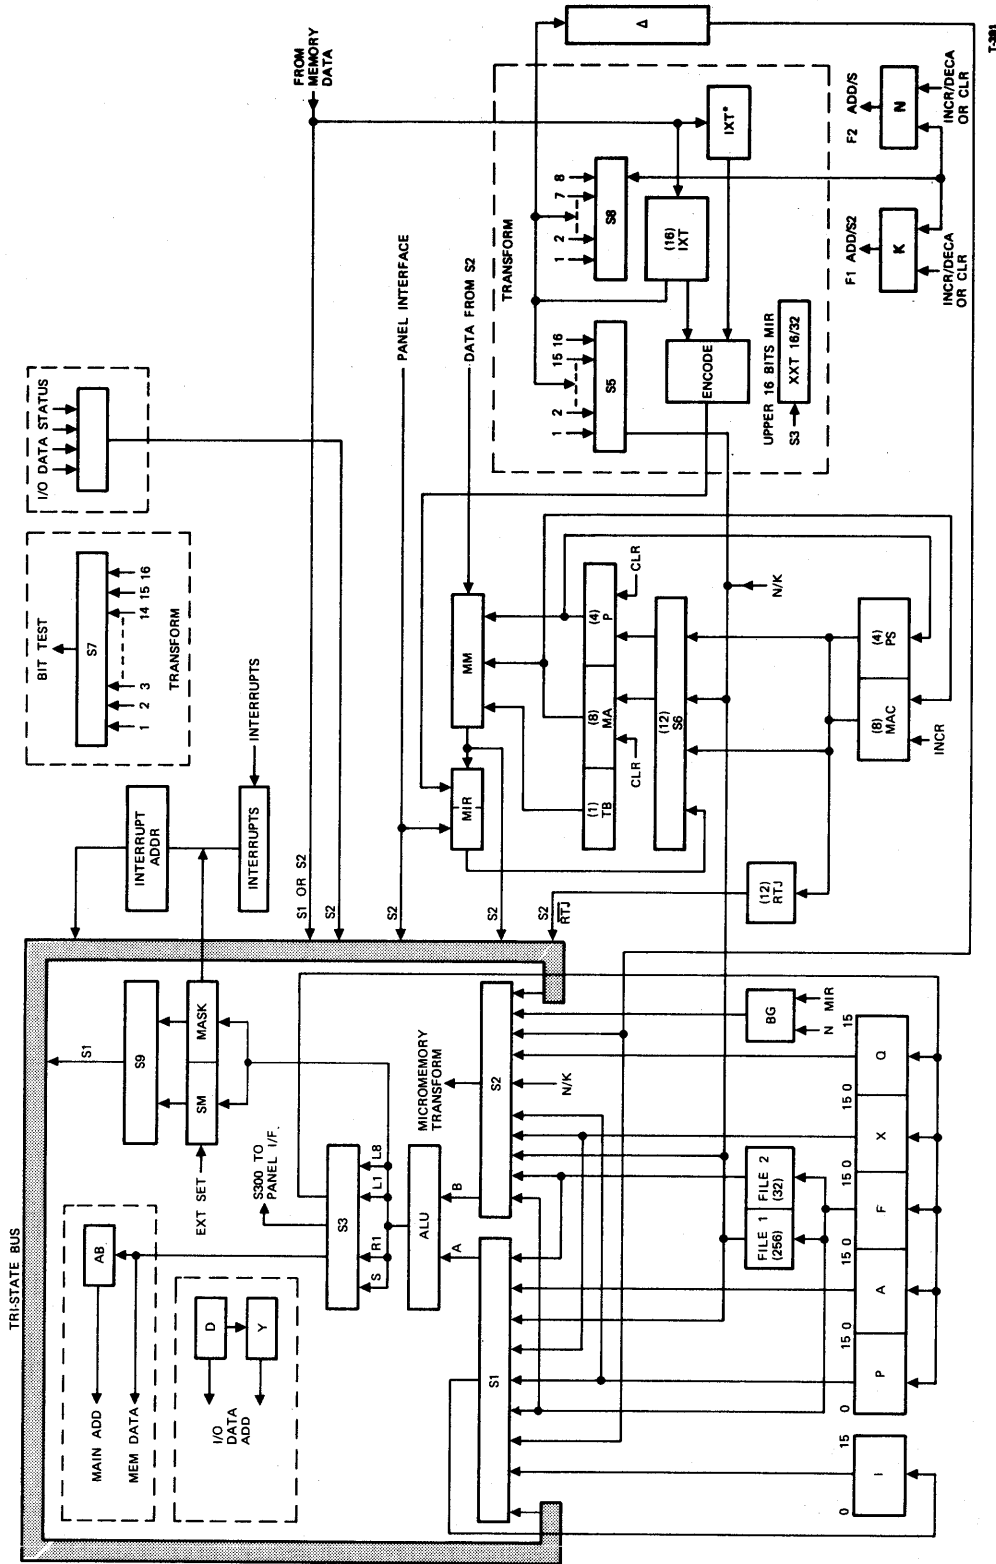 TRI-STATE BUS
MAIN ADD
MEM DATA
AB
I/O
DATA
ADD
D
Y
EXT SET
SM
MASK
S9
S1
S300 TO
PANEL I/F.
S3
S
R1
L1
L8
ALU
A
B
MICROMEMORY
TRANSFORM
S1
S2
N/K
FILE 1
(256)
FILE 2
(32)
BG
N
MIR
I
0
15
P
0
15
A
0
15
F
0
15
X
0
15
Q
0
15
INTERRUPT
ADDR
INTERRUPTS
INTERRUPTS
BIT TEST
S7
1
2
3
14
15
16
TRANSFORM
I/O DATA STATUS
S1 OR S2
S2
S2
S2
S2
RTJ
FROM
MEMORY
DATA
PANEL INTERFACE
DATA FROM S2
MIR
MM
(1)
TB
(8)
MA
(4)
P
CLR
CLR
(12)
S6
(12)
RTJ
(8)
MAC
(4)
PS
INCR
N/K
TRANSFORM
S5
1
2
15
16
S8
1
2
7
8
(16)
IXT
IXT*
ENCODE
UPPER 16 BITS MIR
S3
XXT 16/32
Δ
F1 ADD/S2
K
INCR/DECA
OR CLR
F2 ADD/S
N
INCR/DECA
OR CLR
T-381